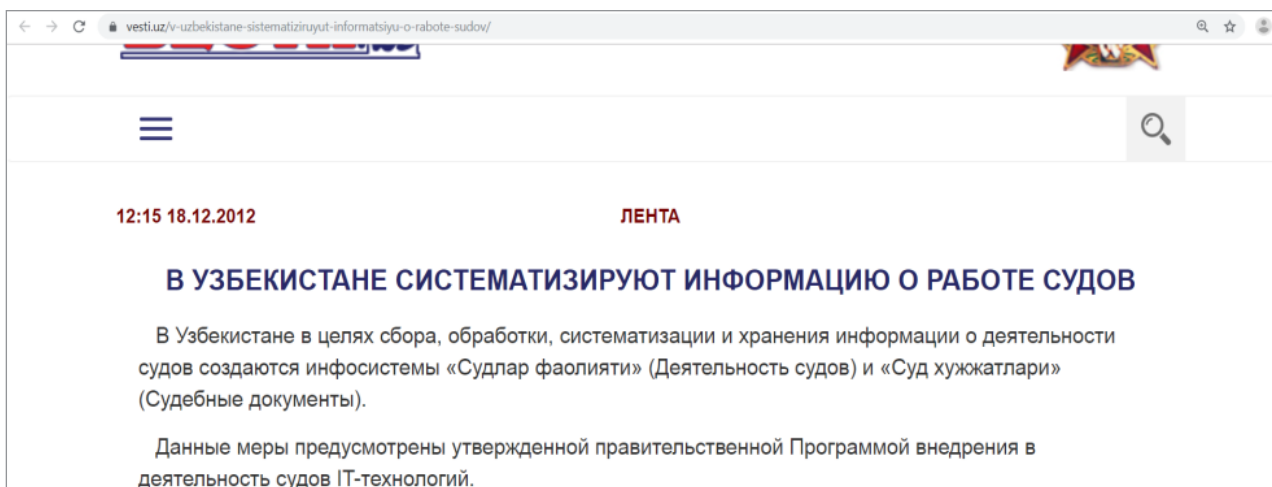 vesti.uz/v-uzbekistane-sistematiziruyut-informatsiyu-o-rabote-sudov/
12:15 18.12.2012 ЛЕНТА
В УЗБЕКИСТАНЕ СИСТЕМАТИЗИРУЮТ ИНФОРМАЦИЮ О РАБОТЕ СУДОВ
В Узбекистане в целях сбора, обработки, систематизации и хранения информации о деятельности
судов создаются инфосистемы «Судлар фаолияти» (Деятельность судов) и «Суд хужжатлари»
(Судебные документы).
Данные меры предусмотрены утвержденной правительственной Программой внедрения в
деятельность судов IT-технологий.